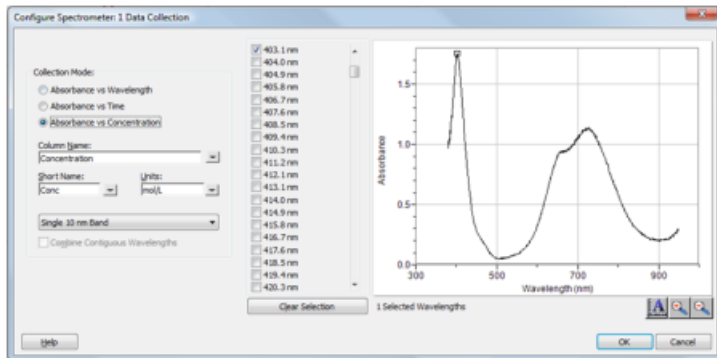 Configure Spectrometer: 1 Data Collection
Collection Mode:
Absorbance vs Wavelength
Absorbance vs Time
Absorbance vs Concentration
Column Name:
Concentration
Short Name:
Units:
Conc
mol/L
Single 10 nm Band
Combine Contiguous Wavelengths
403.1 nm
404.0 nm
404.9 nm
405.8 nm
406.7 nm
407.6 nm
408.5 nm
409.4 nm
410.3 nm
411.2 nm
412.1 nm
413.1 nm
414.0 nm
414.9 nm
415.8 nm
416.7 nm
417.6 nm
418.5 nm
419.4 nm
420.3 nm
Clear Selection
Absorbance
1.5
1.0
0.5
0.0
300
500
700
900
Wavelength (nm)
1 Selected Wavelengths
A
Help
OK
Cancel